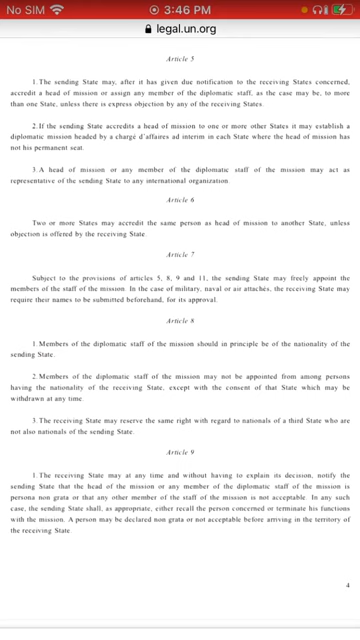 No SIM 3:46 PM
legal.un.org
Article 5
1. The sending State may, after it has given due notification to the receiving States concerned,
accredit a head of mission or assign any member of the diplomatic staff, as the case may be, to more
than one State, unless there is express objection by any of the receiving States.
2. If the sending State accredits a head of mission to one or more other States it may establish a
diplomatic mission headed by a chargé d'affaires ad interim in each State where the head of mission has
not his permanent seat.
3. A head of mission or any member of the diplomatic staff of the mission may act as
representative of the sending State to any international organization.
Article 6
Two or more States may accredit the same person as head of mission to another State, unless
objection is offered by the receiving State.
Article 7
Subject to the provisions of articles 5, 8, 9 and 11, the sending State may freely appoint the
members of the staff of the mission. In the case of military, naval or air attachés, the receiving State may
require their names to be submitted beforehand, for its approval.
Article 8
1. Members of the diplomatic staff of the mission should in principle be of the nationality of the
sending State.
2. Members of the diplomatic staff of the mission may not be appointed from among persons
having the nationality of the receiving State, except with the consent of that State which may be
withdrawn at any time.
3. The receiving State may reserve the same right with regard to nationals of a third State who are
not also nationals of the sending State.
Article 9
1. The receiving State may at any time and without having to explain its decision, notify the
sending State that the head of the mission or any member of the diplomatic staff of the mission is
persona non grata or that any other member of the staff of the mission is not acceptable. In any such
case, the sending State shall, as appropriate, either recall the person concerned or terminate his functions
with the mission. A person may be declared non grata or not acceptable before arriving in the territory of
the receiving State.
4